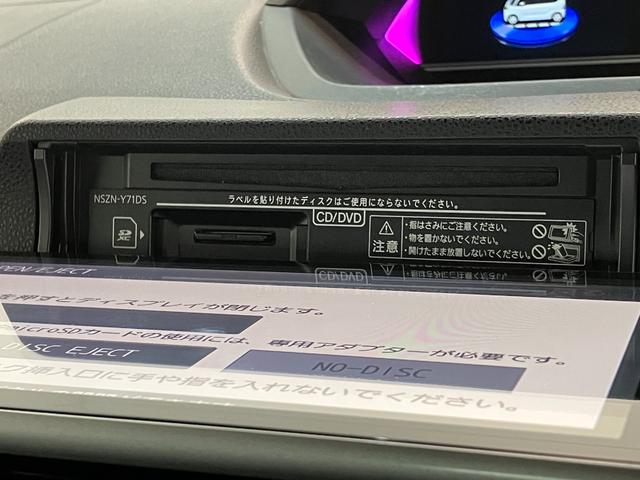 NSZN-Y71DS
ラベルを貼り付けたディスクはご使用にならないでください。
CD/DVD
SD XC
注意
・指はさみにご注意ください。
・物を置かないでください。
・開けたまま放置しないでください。
EJECT
を押すとディスプレイが閉じます。
microSDカードの使用には、専用アダプターが必要です。
DISC EJECT
NO-DISC
ク挿入口に手や指を入れないでください。